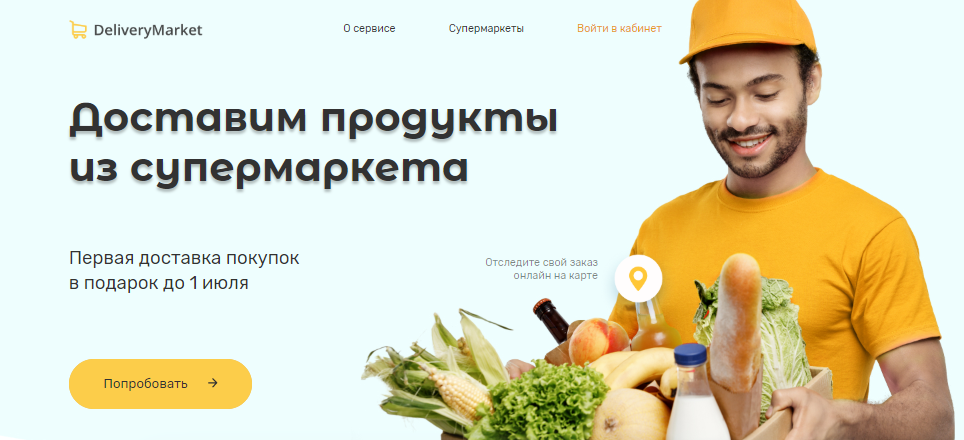 DeliveryMarket
О сервисе
Супермаркеты
Войти в кабинет
Доставим продукты
из супермаркета
Первая доставка покупок
в подарок до 1 июля
Отследите свой заказ
онлайн на карте
Попробовать